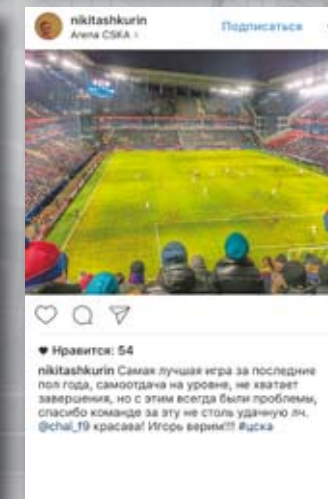 nikitashkurin
Arena CSKA ›
Подписаться
Нравится: 54
nikitashkurin Самая лучшая игра за последние
пол года, самоотдача на уровне, не хватает
завершения, но с этим всегда были проблемы,
спасибо команде за эту не столь удачную лч.
@chal_19 красава! Игорь верим!!! #цска